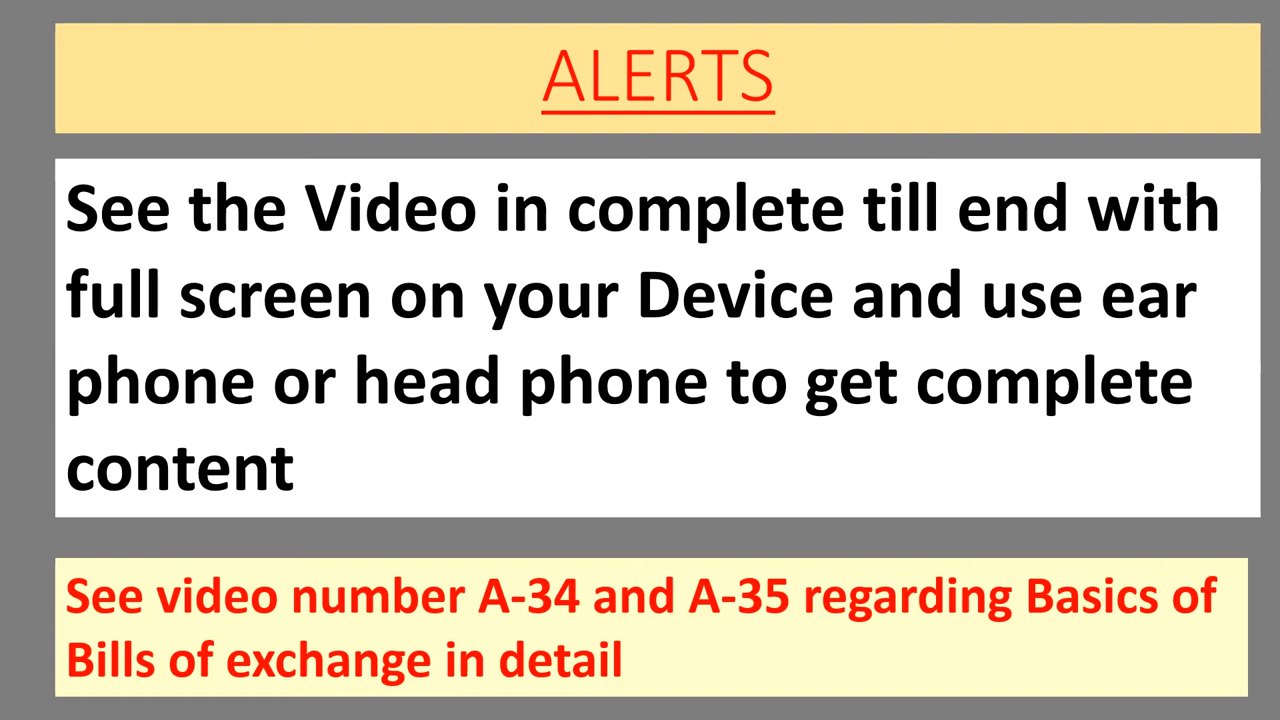 ALERTS
See the Video in complete till end with
full screen on your Device and use ear
phone or head phone to get complete
content
See video number A-34 and A-35 regarding Basics of
Bills of exchange in detail